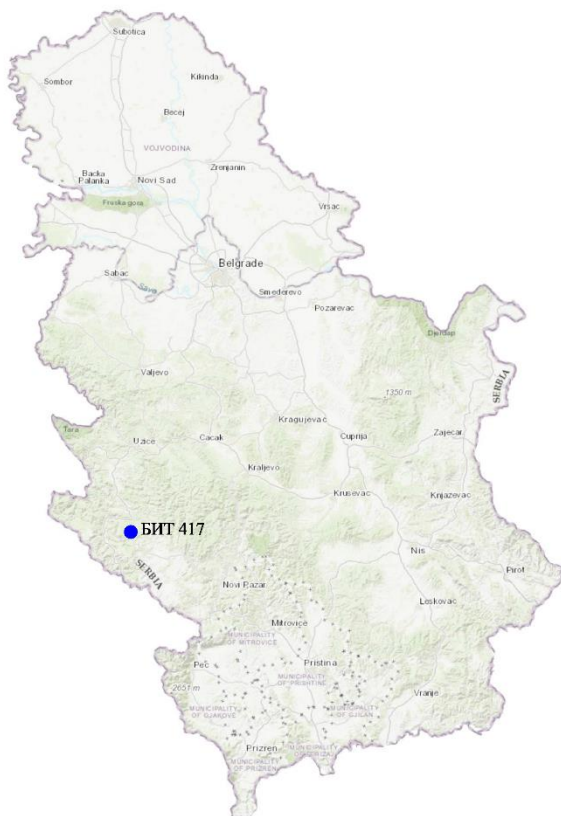 Subotica
Kikinda
Sombor
Becej
VOJVODINA
Zrenjanin
Backa
Palanka
Novi Sad
Fruska gora
Vrsac
Belgrade
Sabac
Sava
Smederevo
Pozarevac
Djerdap
Valjevo
1350 m
SERBIA
Kragujevac
Tara
Uzice
Cacak
Cuprija
Zajecar
Kraljevo
Krusevac
Knjazevac
БИТ 417
Nis
SERBIA
Pirot
Novi Pazar
Leskovac
Mitrovice
MUNICIPALITY
OF MITROVICE
Peć
Pristina
MUNICIPALITY
OF PRISHTINE
2651 m
Vranje
MUNICIPALITY
OF GJAKOVE
MUNICIPALITY
OF GJILAN
Prizren
MUNICIPALITY
OF PRIZREN